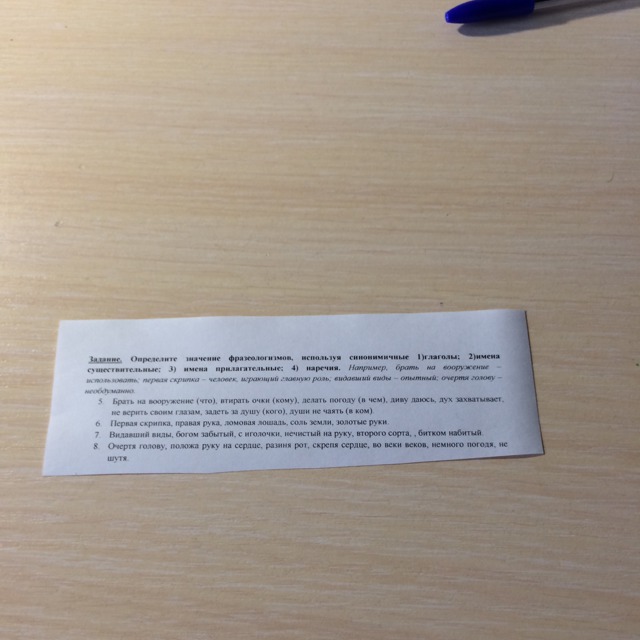 Задание. Определите значение фразеологизмов, используя синонимичные 1)глаголы; 2)имена
существительные; 3) имена прилагательные; 4) наречия. Например, брать на вооружение –
использовать; первая скрипка – человек, играющий главную роль; видавший виды – опытный; очертя голову –
необдуманно.
5. Брать на вооружение (что), втирать очки (кому), делать погоду (в чем), диву даюсь, дух захватывает,
не верить своим глазам, задеть за душу (кого), души не чаять (в ком).
6. Первая скрипка, правая рука, ломовая лошадь, соль земли, золотые руки.
7. Видавший виды, богом забытый, с иголочки, нечистый на руку, второго сорта, , битком набитый.
8. Очертя голову, положа руку на сердце, разиня рот, скрепя сердце, во веки веков, немного погодя, не
шутя.